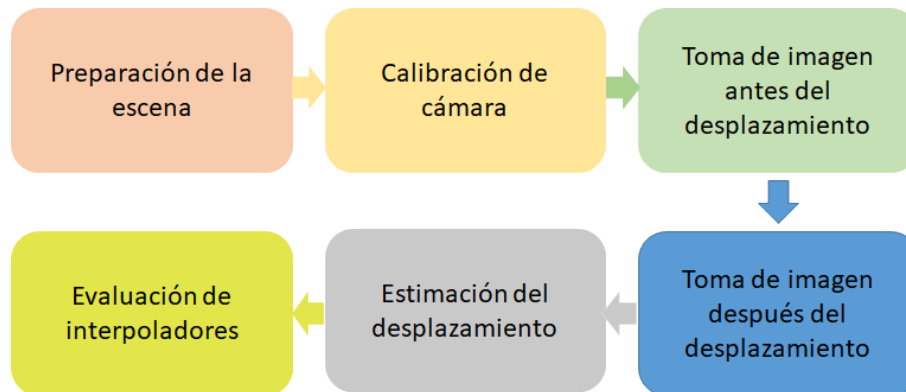 Preparación de la
escena
Calibración de
cámara
Toma de imagen
antes del
desplazamiento
Toma de imagen
después del
desplazamiento
Estimación del
desplazamiento
Evaluación de
interpoladores